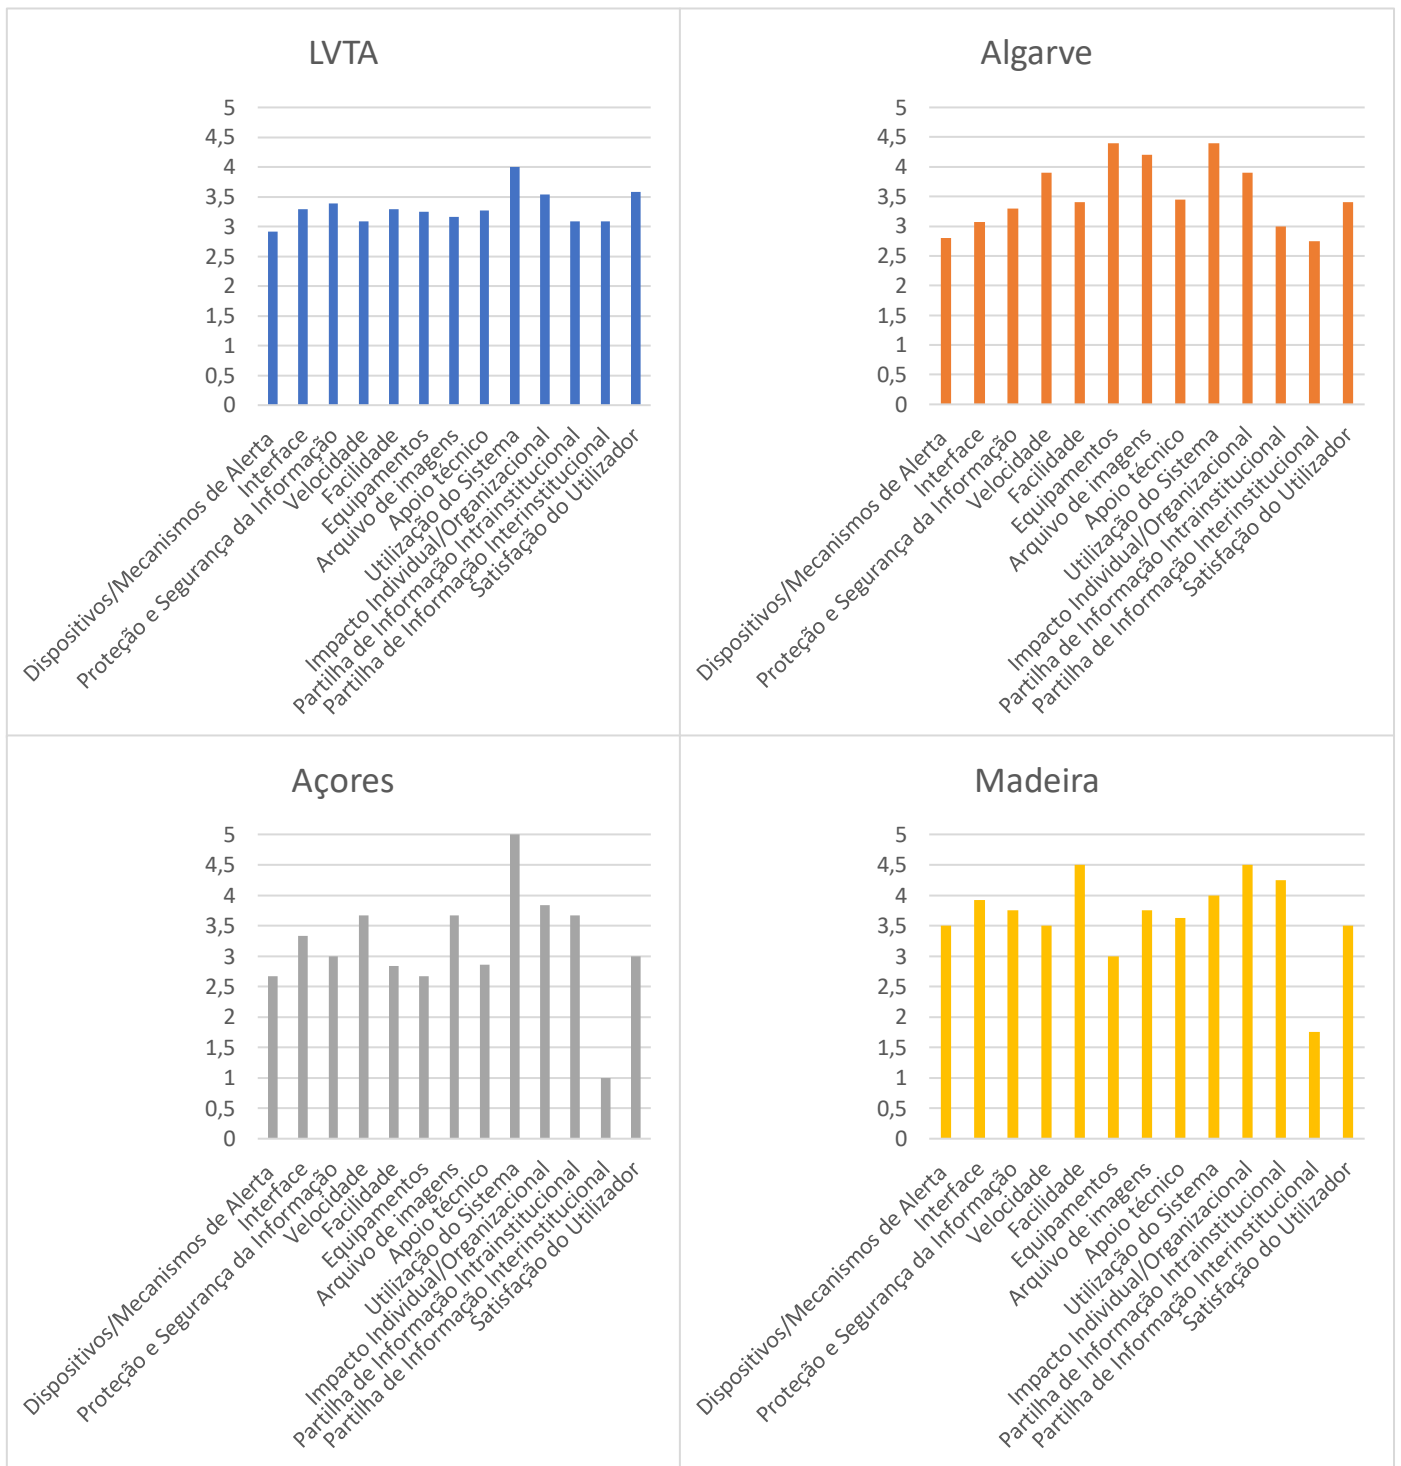 LVTA
5
4,5
4
3,5
3
2,5
2
1,5
1
0,5
0
Dispositivos/Mecanismos de Alerta
Interface
Proteção e Segurança da Informação
Velocidade
Facilidade
Equipamentos
Arquivo de imagens
Apoio técnico
Utilização do Sistema
Impacto Individual/Organizacional
Partilha de Informação Intrainstitucional
Partilha de Informação Interinstitucional
Satisfação do Utilizador
Algarve
5
4,5
4
3,5
3
2,5
2
1,5
1
0,5
0
Dispositivos/Mecanismos de Alerta
Interface
Proteção e Segurança da Informação
Velocidade
Facilidade
Equipamentos
Arquivo de imagens
Apoio técnico
Utilização do Sistema
Impacto Individual/Organizacional
Partilha de Informação Intrainstitucional
Partilha de Informação Interinstitucional
Satisfação do Utilizador
Açores
5
4,5
4
3,5
3
2,5
2
1,5
1
0,5
0
Dispositivos/Mecanismos de Alerta
Interface
Proteção e Segurança da Informação
Velocidade
Facilidade
Equipamentos
Arquivo de imagens
Apoio técnico
Utilização do Sistema
Impacto Individual/Organizacional
Partilha de Informação Intrainstitucional
Partilha de Informação Interinstitucional
Satisfação do Utilizador
Madeira
5
4,5
4
3,5
3
2,5
2
1,5
1
0,5
0
Dispositivos/Mecanismos de Alerta
Interface
Proteção e Segurança da Informação
Velocidade
Facilidade
Equipamentos
Arquivo de imagens
Apoio técnico
Utilização do Sistema
Impacto Individual/Organizacional
Partilha de Informação Intrainstitucional
Partilha de Informação Interinstitucional
Satisfação do Utilizador